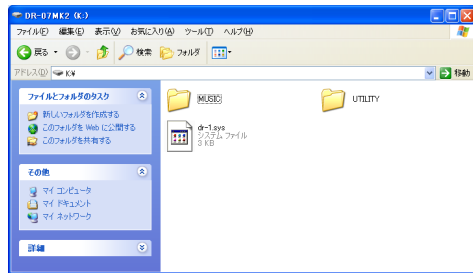 DR-07MK2 (K:)
ファイル(F) 編集(E) 表示(V) お気に入り(A) ツール(T) ヘルプ(H)
戻る 検索 フォルダ
アドレス(D) K:¥ 移動
ファイルとフォルダのタスク
新しいフォルダを作成する
このフォルダを Web に公開する
このフォルダを共有する
その他
マイ コンピュータ
マイ ドキュメント
マイ ネットワーク
詳細
MUSIC UTILITY
dr-1.sys
システム ファイル
3 KB